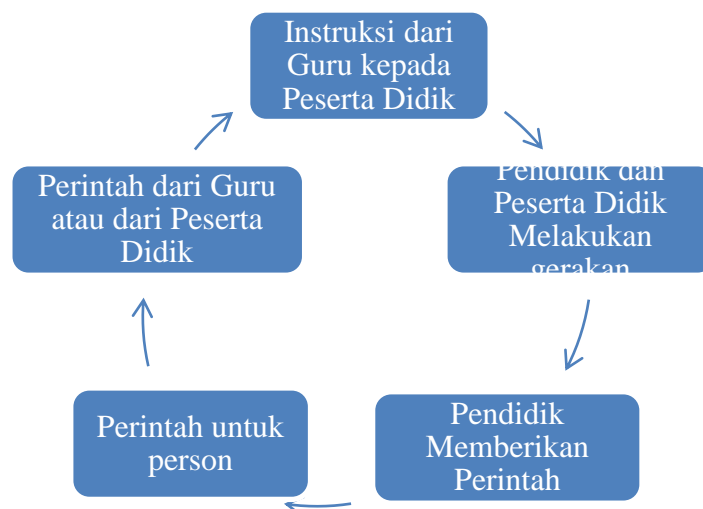 Instruksi dari
Guru kepada
Peserta Didik
Pendidik dan
Peserta Didik
Melakukan
gerakan
Pendidik
Memberikan
Perintah
Perintah untuk
person
Perintah dari Guru
atau dari Peserta
Didik